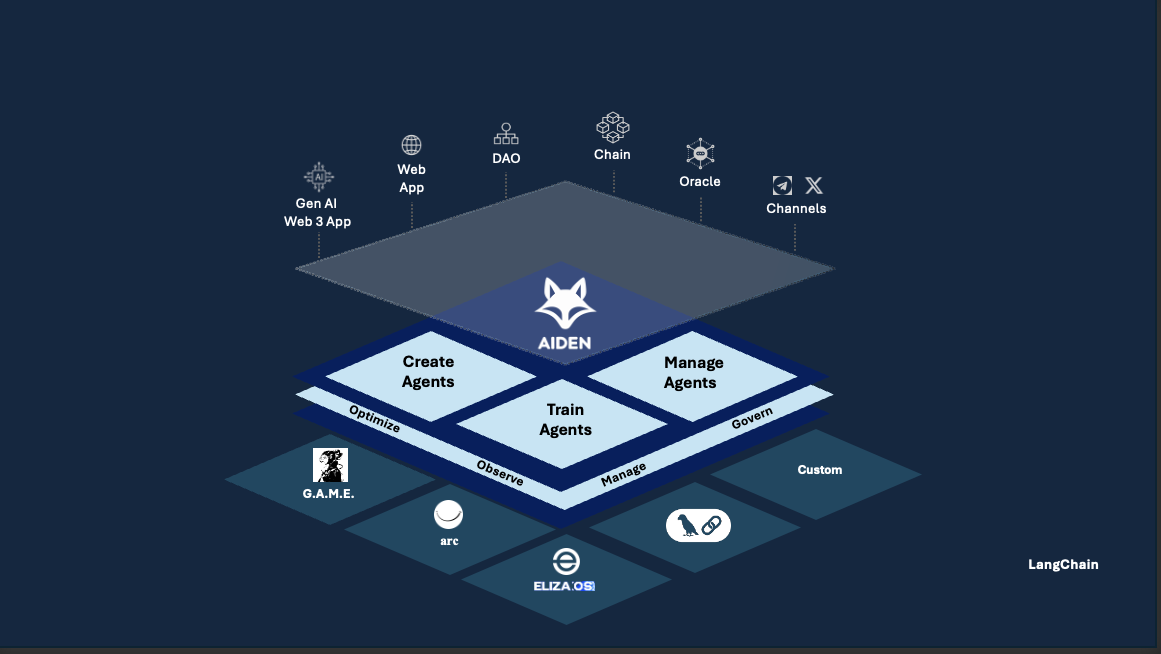 Gen AI
Web 3 App
Web
App
DAO
Chain
Oracle
Channels
AI
AIDEN
Create
Agents
Manage
Agents
Train
Agents
Optimize
Observe
Manage
Govern
G.A.M.E.
arc
ELIZA:OS
Custom
LangChain